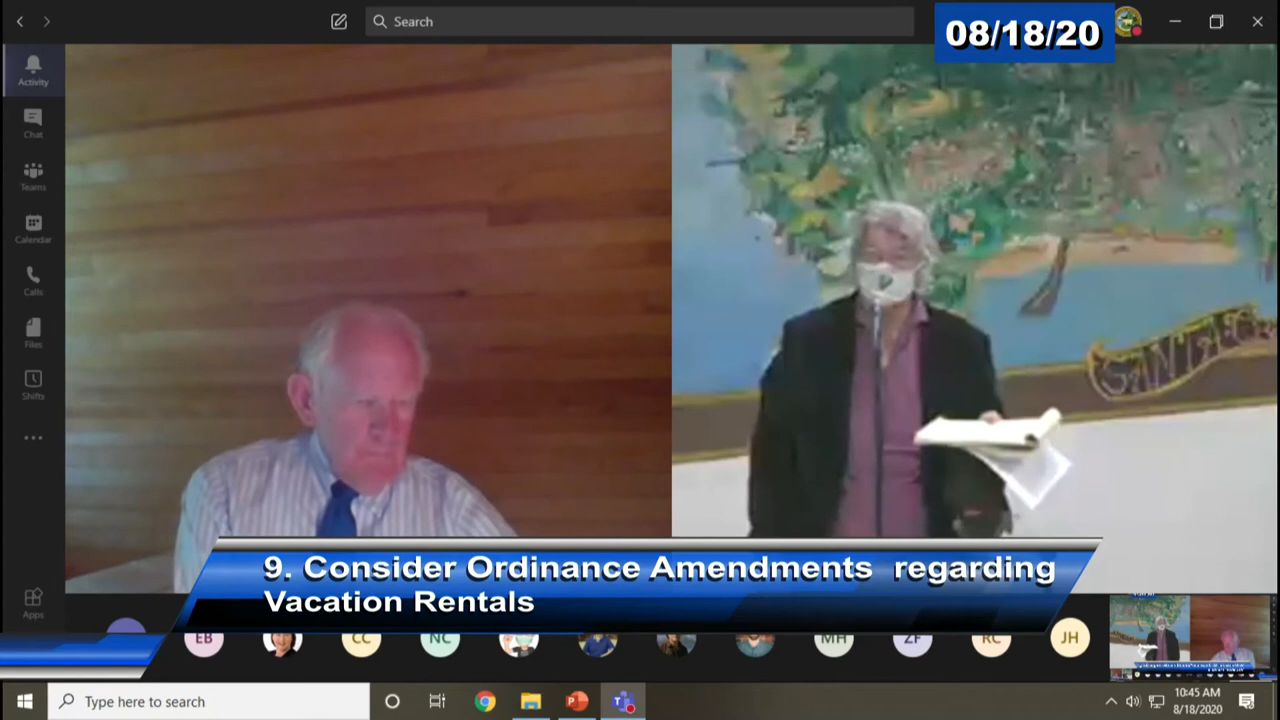 Search
08/18/20
Activity
Chat
Teams
Calendar
Calls
Files
Shifts
Apps
SANTA
9. Consider Ordinance Amendments regarding
Vacation Rentals
EB
CC
NC
MH
ZF
RC
JH
Type here to search
10:45 AM
8/18/2020